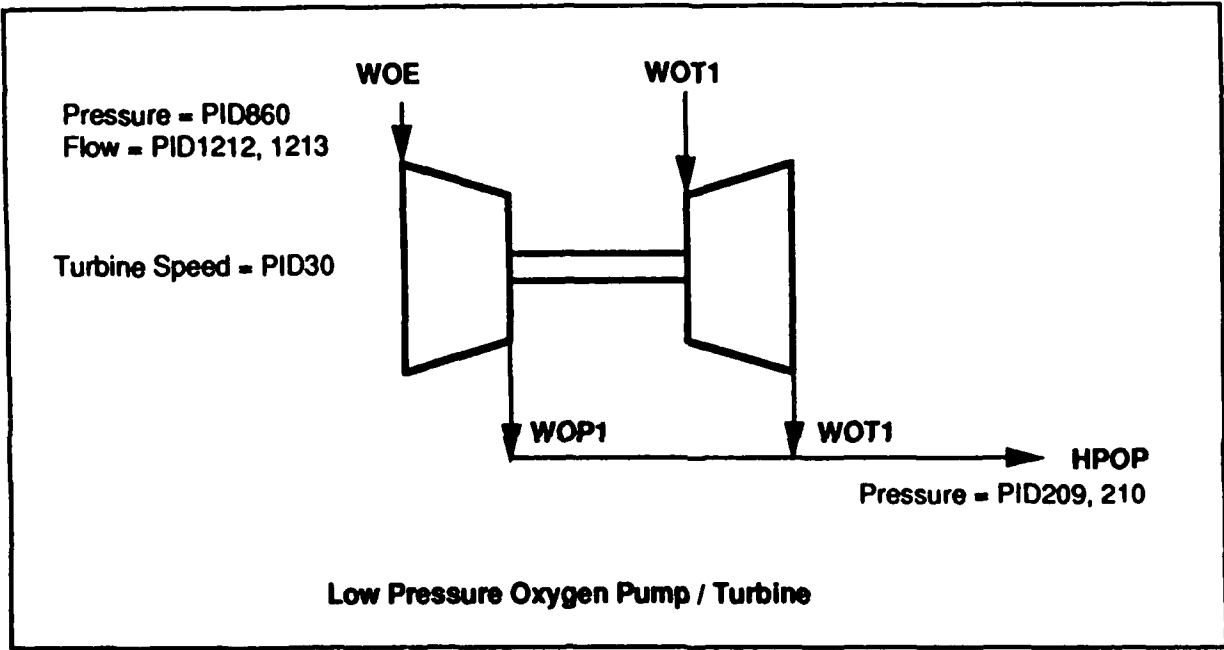 WOE
WOT1
Pressure = PID860
Flow = PID1212, 1213
Turbine Speed = PID30
WOP1
WOT1
HPOP
Pressure = PID209, 210
Low Pressure Oxygen Pump / Turbine